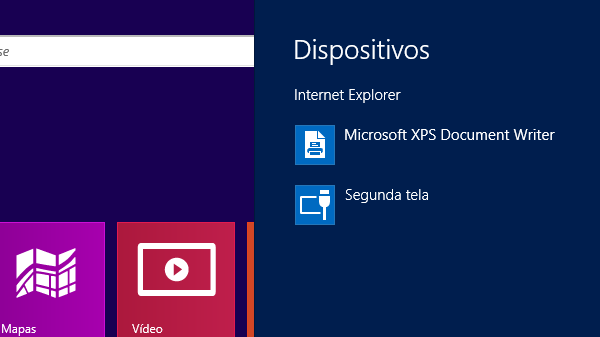 se
Dispositivos
Internet Explorer
Microsoft XPS Document Writer
Segunda tela
Mapas
Vídeo